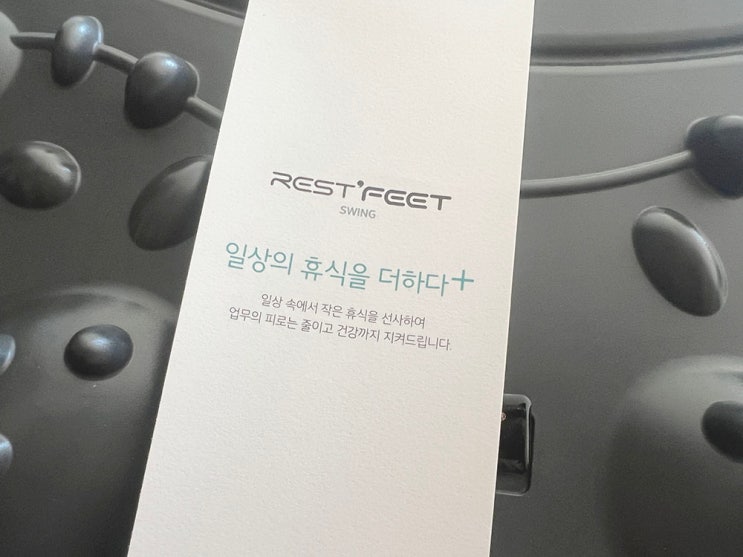 REST'FEET
SWING
일상의 휴식을 더하다+
일상 속에서 작은 휴식을 선사하여
업무의 피로는 줄이고 건강까지 지켜드립니다.